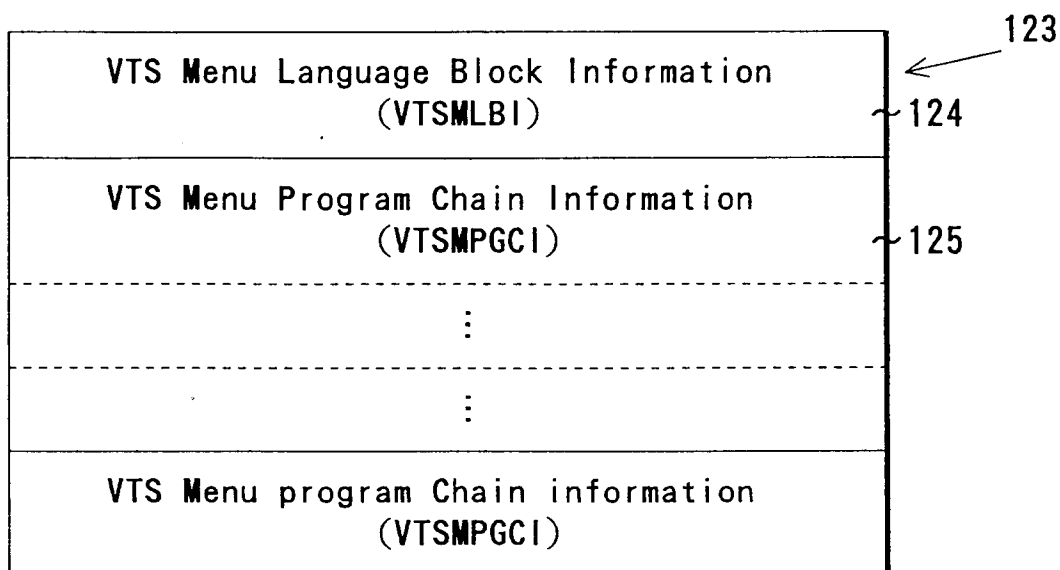 123
VTS Menu Language Block Information
(VTSMLBI)
124
VTS Menu Program Chain Information
(VTSMPGCI)
125
⋮
⋮
VTS Menu program Chain information
(VTSMPGCI)